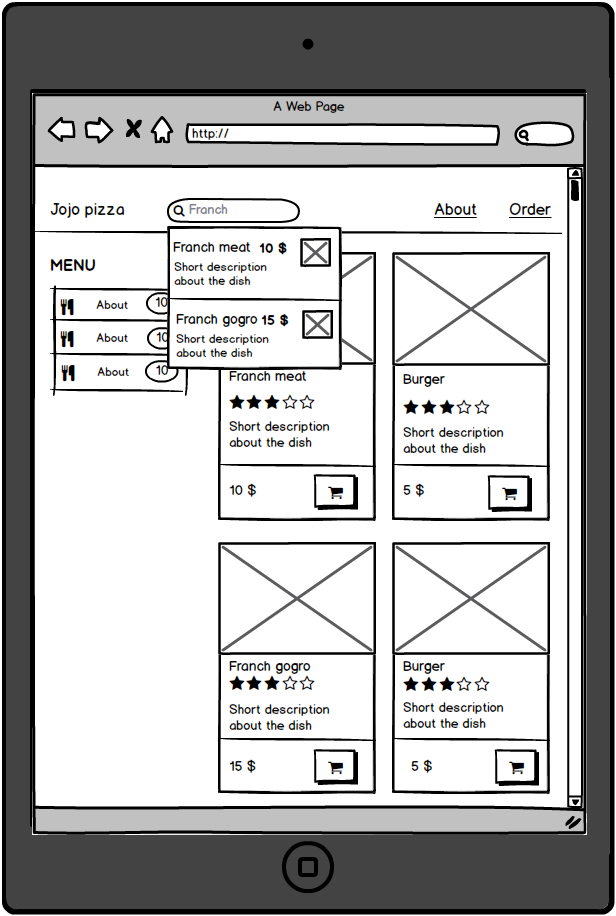 A Web Page
http://
Jojo pizza
Franch
About
Order
MENU
About 10
About 10
About 10
Franch meat 10 $
Short description
about the dish
Franch gogro 15 $
Short description
about the dish
Franch meat
Short description
about the dish
10 $
Burger
Short description
about the dish
5 $
Franch gogro
Short description
about the dish
15 $
Burger
Short description
about the dish
5 $